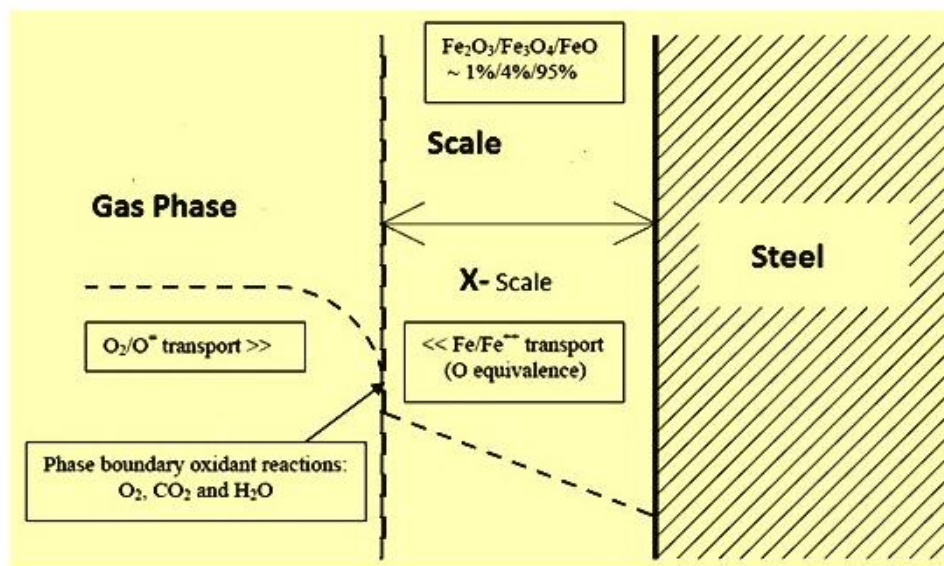 Fe₂O₃/Fe₃O₄/FeO
~ 1%/4%/95%
Scale
Gas Phase
Steel
X- Scale
O₂/O⁼ transport >>
<< Fe/Fe⁺⁺ transport
(O equivalence)
Phase boundary oxidant reactions:
O₂, CO₂ and H₂O